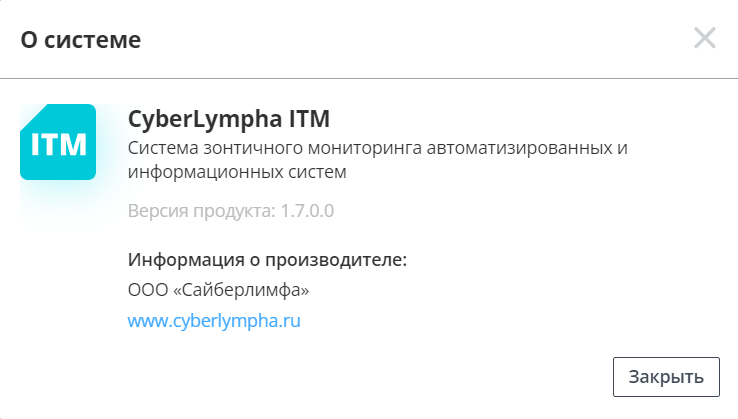 О системе
ITM
CyberLympha ITM
Система зонтичного мониторинга автоматизированных и
информационных систем
Версия продукта: 1.7.0.0
Информация о производителе:
ООО «Сайберлимфа»
www.cyberlympha.ru
Закрыть